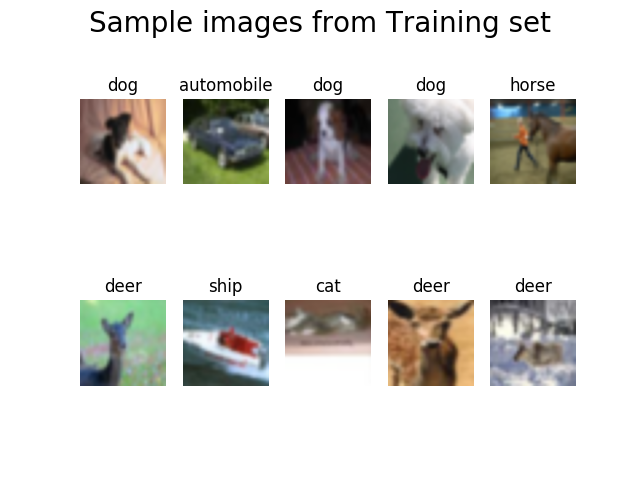 Sample images from Training set
dog automobile dog dog horse
deer ship cat deer deer